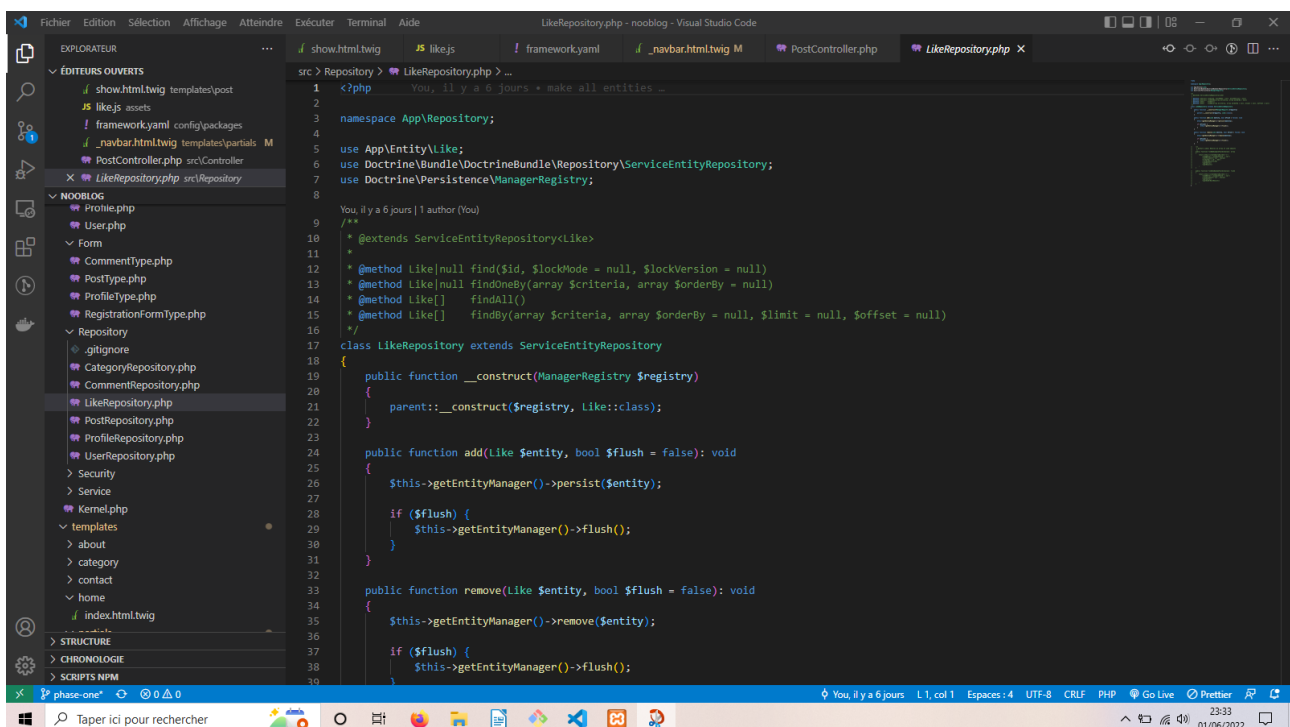 Fichier Edition Sélection Affichage Atteindre Exécuter Terminal Aide LikeRepository.php - nooblog - Visual Studio Code
EXPLORATEUR
show.html.twig JS like.js ! framework.yaml _navbar.html.twig M PostController.php LikeRepository.php
ÉDITEURS OUVERTS
show.html.twig templates\post
JS like.js assets
! framework.yaml config\packages
_navbar.html.twig templates\partials M
PostController.php src\Controller
LikeRepository.php src\Repository
NOOBLOG
Profile.php
User.php
Form
CommentType.php
PostType.php
ProfileType.php
RegistrationFormType.php
Repository
.gitignore
CategoryRepository.php
CommentRepository.php
LikeRepository.php
PostRepository.php
ProfileRepository.php
UserRepository.php
Security
Service
Kernel.php
templates
about
category
contact
home
index.html.twig
STRUCTURE
CHRONOLOGIE
SCRIPTS NPM
src > Repository > LikeRepository.php > ...
1 <?php You, il y a 6 jours • make all entities …
2
3 namespace App\Repository;
4
5 use App\Entity\Like;
6 use Doctrine\Bundle\DoctrineBundle\Repository\ServiceEntityRepository;
7 use Doctrine\Persistence\ManagerRegistry;
8
You, il y a 6 jours | 1 author (You)
9 /**
10 * @extends ServiceEntityRepository<Like>
11 *
12 * @method Like|null find($id, $lockMode = null, $lockVersion = null)
13 * @method Like|null findOneBy(array $criteria, array $orderBy = null)
14 * @method Like[] findAll()
15 * @method Like[] findBy(array $criteria, array $orderBy = null, $limit = null, $offset = null)
16 */
17 class LikeRepository extends ServiceEntityRepository
18 {
19 public function __construct(ManagerRegistry $registry)
20 {
21 parent::__construct($registry, Like::class);
22 }
23
24 public function add(Like $entity, bool $flush = false): void
25 {
26 $this->getEntityManager()->persist($entity);
27
28 if ($flush) {
29 $this->getEntityManager()->flush();
30 }
31 }
32
33 public function remove(Like $entity, bool $flush = false): void
34 {
35 $this->getEntityManager()->remove($entity);
36
37 if ($flush) {
38 $this->getEntityManager()->flush();
39 }
phase-one* 0 0 You, il y a 6 jours L 1, col 1 Espaces : 4 UTF-8 CRLF PHP Go Live Prettier
Taper ici pour rechercher
23:33
01/06/2022